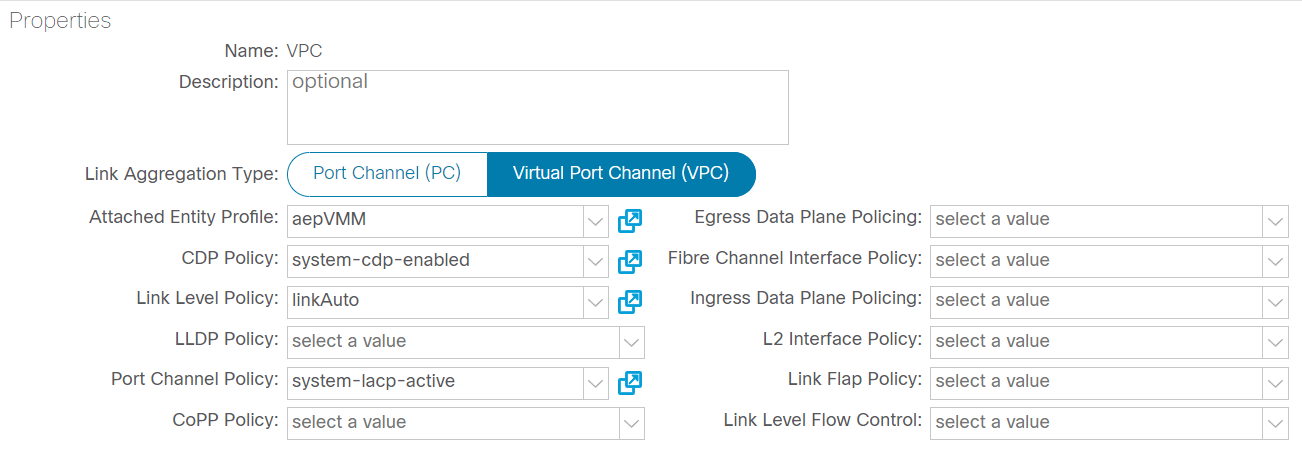 Properties
Name: VPC
Description: optional
Link Aggregation Type: Port Channel (PC) Virtual Port Channel (VPC)
Attached Entity Profile: aepVMM Egress Data Plane Policing: select a value
CDP Policy: system-cdp-enabled Fibre Channel Interface Policy: select a value
Link Level Policy: linkAuto Ingress Data Plane Policing: select a value
LLDP Policy: select a value L2 Interface Policy: select a value
Port Channel Policy: system-lacp-active Link Flap Policy: select a value
CoPP Policy: select a value Link Level Flow Control: select a value